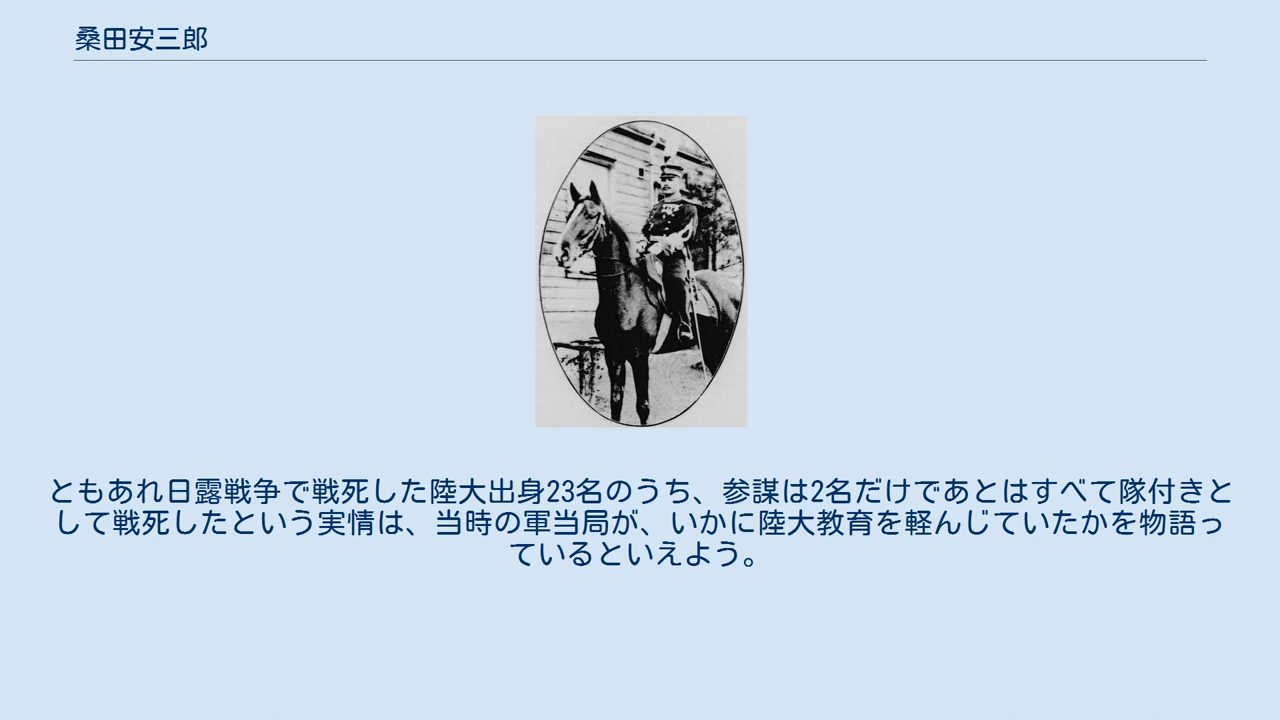 桑田安三郎
ともあれ日露戦争で戦死した陸大出身23名のうち、参謀は2名だけであとはすべて隊付きと
して戦死したという実情は、当時の軍当局が、いかに陸大教育を軽んじていたかを物語っ
ているといえよう。